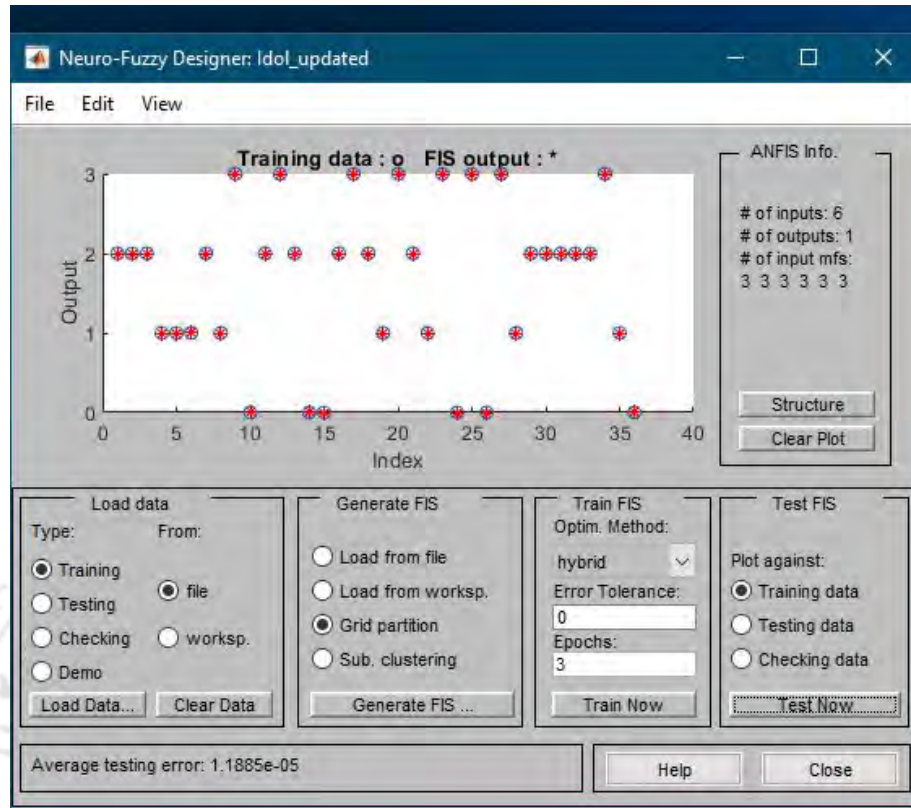 Neuro-Fuzzy Designer: Idol_updated
File Edit View
Training data : o FIS output : *
3
2
1
0
Output
0 5 10 15 20 25 30 35 40
Index
ANFIS Info.
# of inputs: 6
# of outputs: 1
# of input mfs:
3 3 3 3 3 3
Structure
Clear Plot
Load data
Type: From:
Training
Testing
Checking
Demo
file
worksp.
Load Data... Clear Data
Generate FIS
Load from file
Load from worksp.
Grid partition
Sub. clustering
Generate FIS ...
Train FIS
Optim. Method:
hybrid
Error Tolerance:
0
Epochs:
3
Train Now
Test FIS
Plot against:
Training data
Testing data
Checking data
Test Now
Average testing error: 1.1885e-05
Help Close